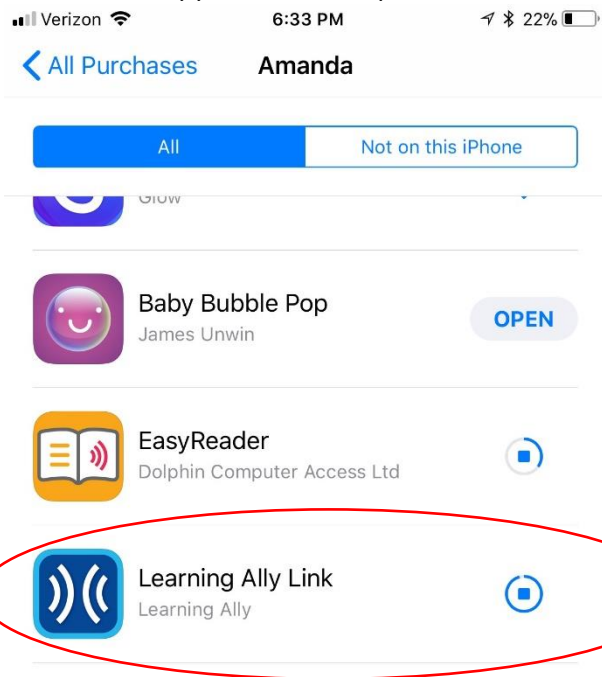 Verizon 6:33 PM 22%
All Purchases Amanda
All Not on this iPhone
Glow
Baby Bubble Pop
James Unwin
OPEN
EasyReader
Dolphin Computer Access Ltd
Learning Ally Link
Learning Ally